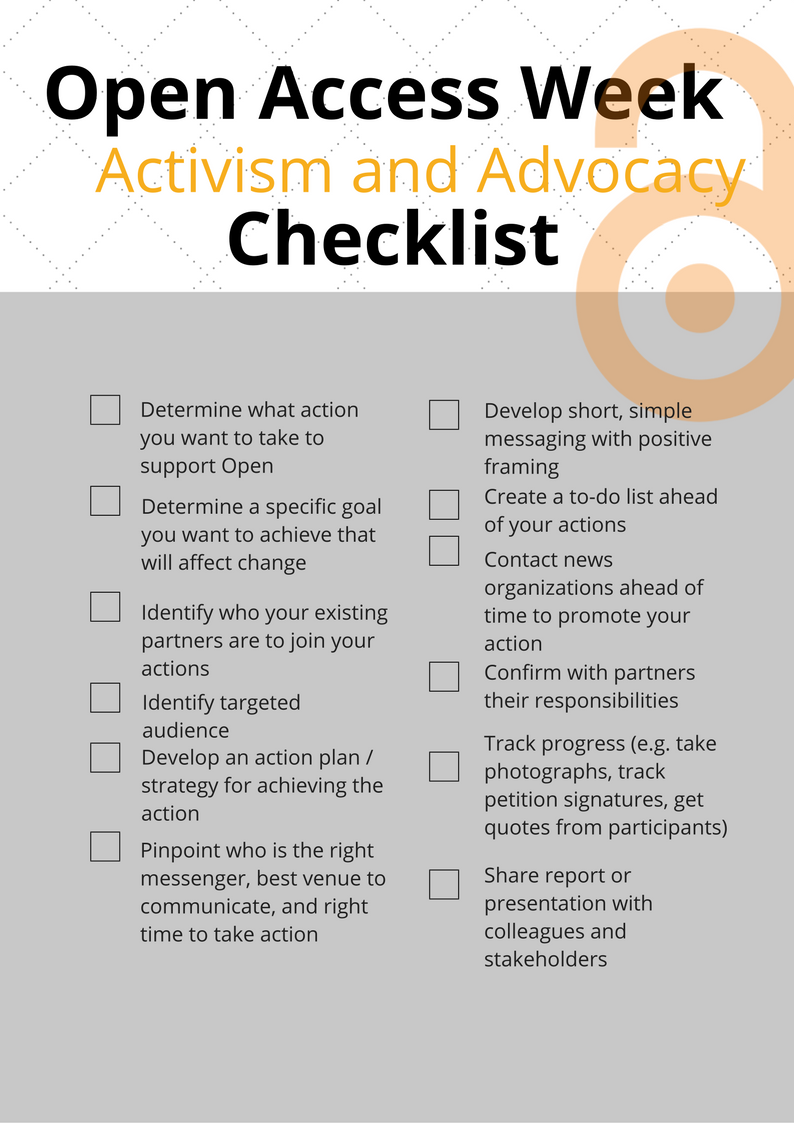 Open Access Week
Activism and Advocacy
Checklist
Determine what action
you want to take to
support Open
Determine a specific goal
you want to achieve that
will affect change
Identify who your existing
partners are to join your
actions
Identify targeted
audience
Develop an action plan /
strategy for achieving the
action
Pinpoint who is the right
messenger, best venue to
communicate, and right
time to take action
Develop short, simple
messaging with positive
framing
Create a to-do list ahead
of your actions
Contact news
organizations ahead of
time to promote your
action
Confirm with partners
their responsibilities
Track progress (e.g. take
photographs, track
petition signatures, get
quotes from participants)
Share report or
presentation with
colleagues and
stakeholders